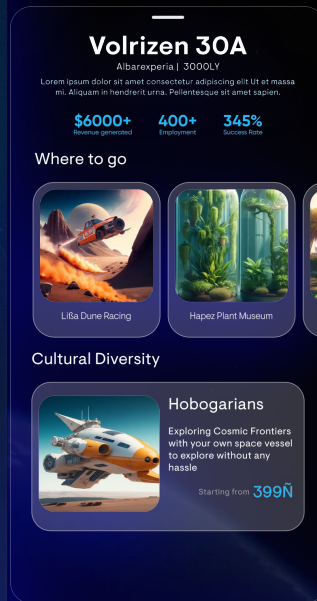 Volrizen 30A
Albarexperia | 3000LY
Lorem ipsum dolor sit amet consectetur adipiscing elit Ut et massa
mi. Aliquam in hendrerit urna. Pellentesque sit amet sapien.
$6000+ 400+ 345%
Revenue generated Employment Success Rate
Where to go
Lißa Dune Racing Hapez Plant Museum
Cultural Diversity
Hobogarians
Exploring Cosmic Frontiers
with your own space vessel
to explore without any
hassle
Starting from 399Ñ